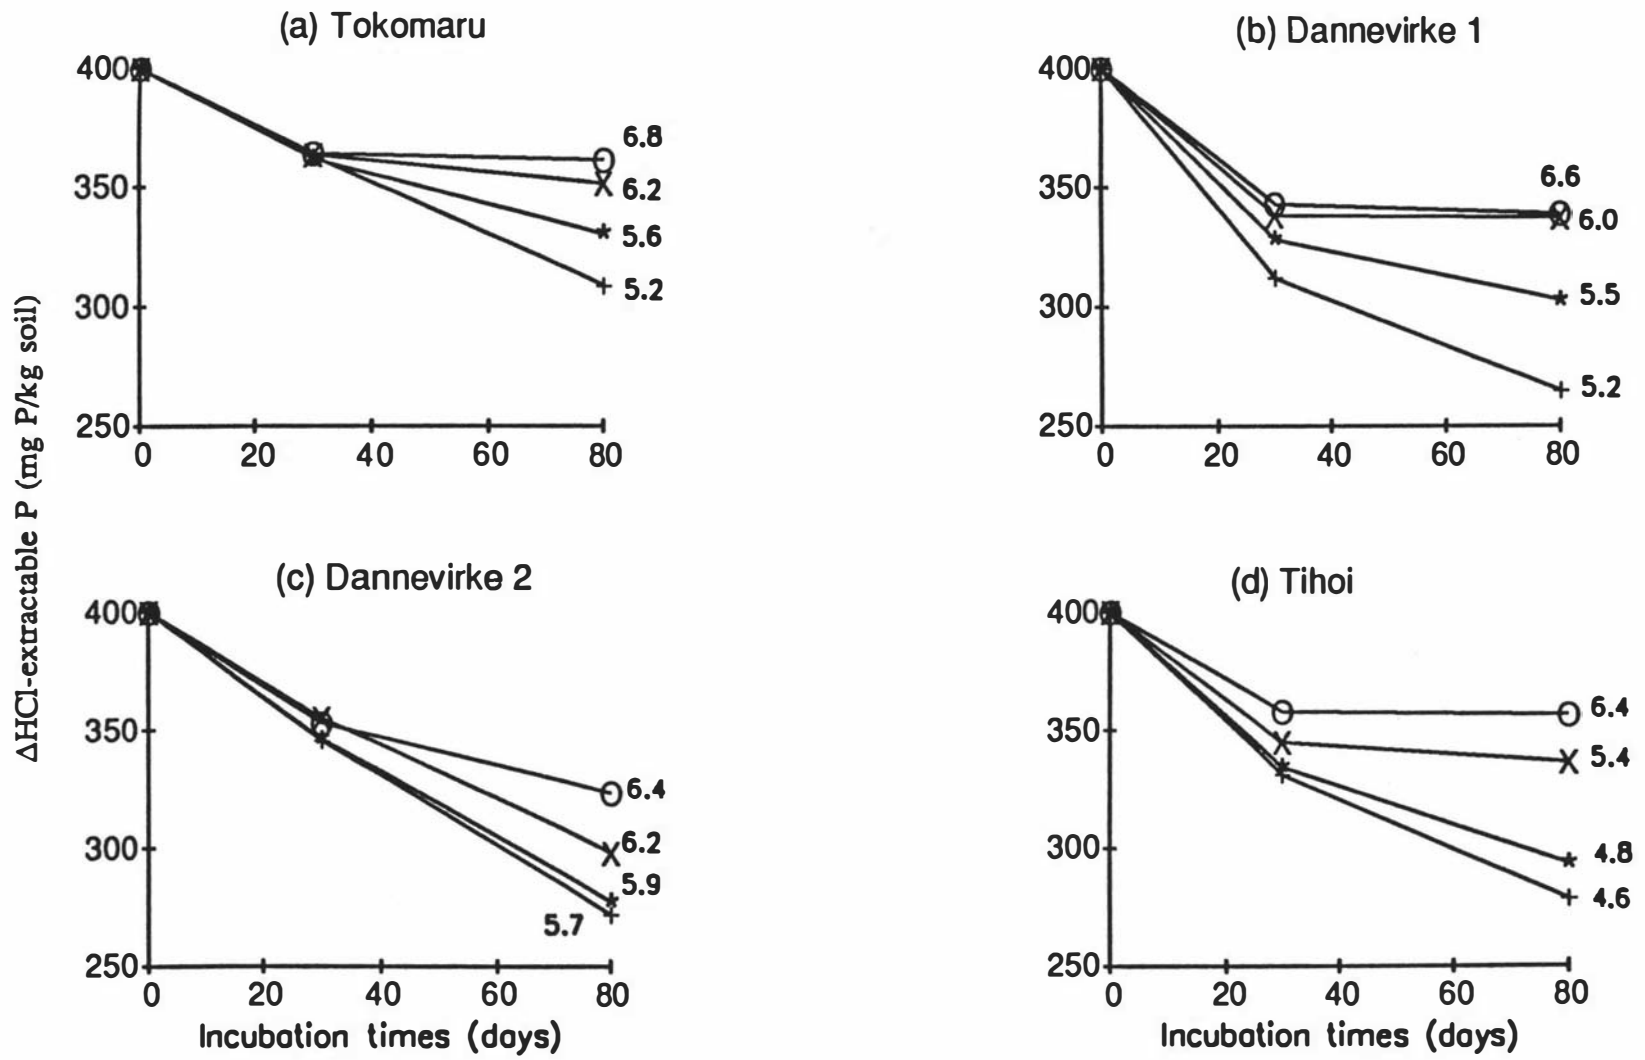 (a) Tokomaru
400
350
300
250
0 20 40 60 80
6.8
6.2
5.6
5.2
(b) Dannevirke 1
400
350
300
250
0 20 40 60 80
6.6
6.0
5.5
5.2
ΔHCl-extractable P (mg P/kg soil)
(c) Dannevirke 2
400
350
300
250
0 20 40 60 80
6.4
6.2
5.9
5.7
Incubation times (days)
(d) Tihoi
400
350
300
250
0 20 40 60 80
6.4
5.4
4.8
4.6
Incubation times (days)